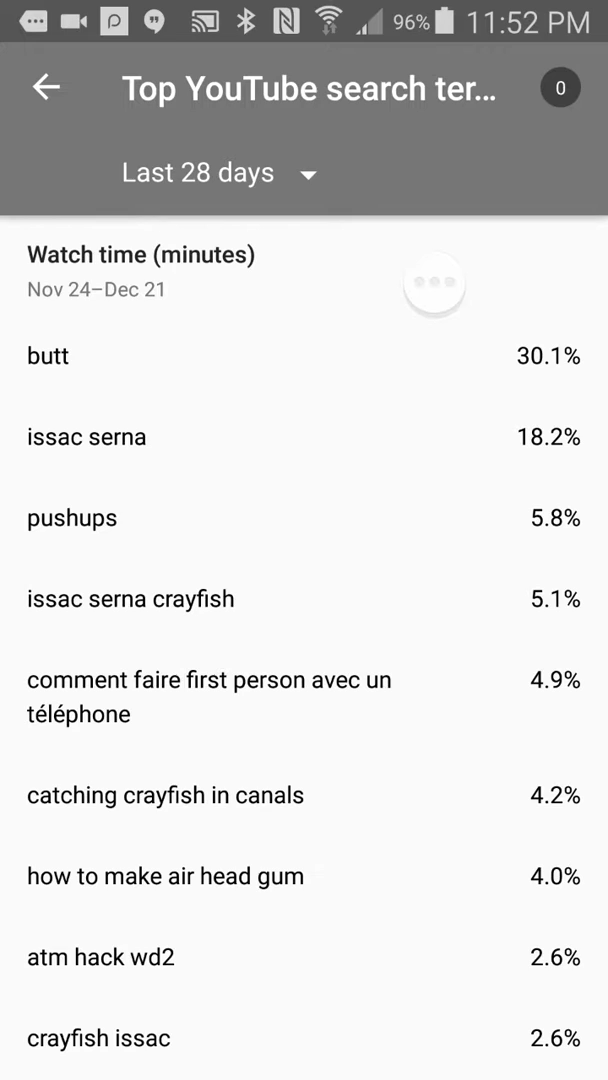 96% 11:52 PM
Top YouTube search ter... 0
Last 28 days
Watch time (minutes)
Nov 24–Dec 21
butt 30.1%
issac serna 18.2%
pushups 5.8%
issac serna crayfish 5.1%
comment faire first person avec un 4.9%
téléphone
catching crayfish in canals 4.2%
how to make air head gum 4.0%
atm hack wd2 2.6%
crayfish issac 2.6%